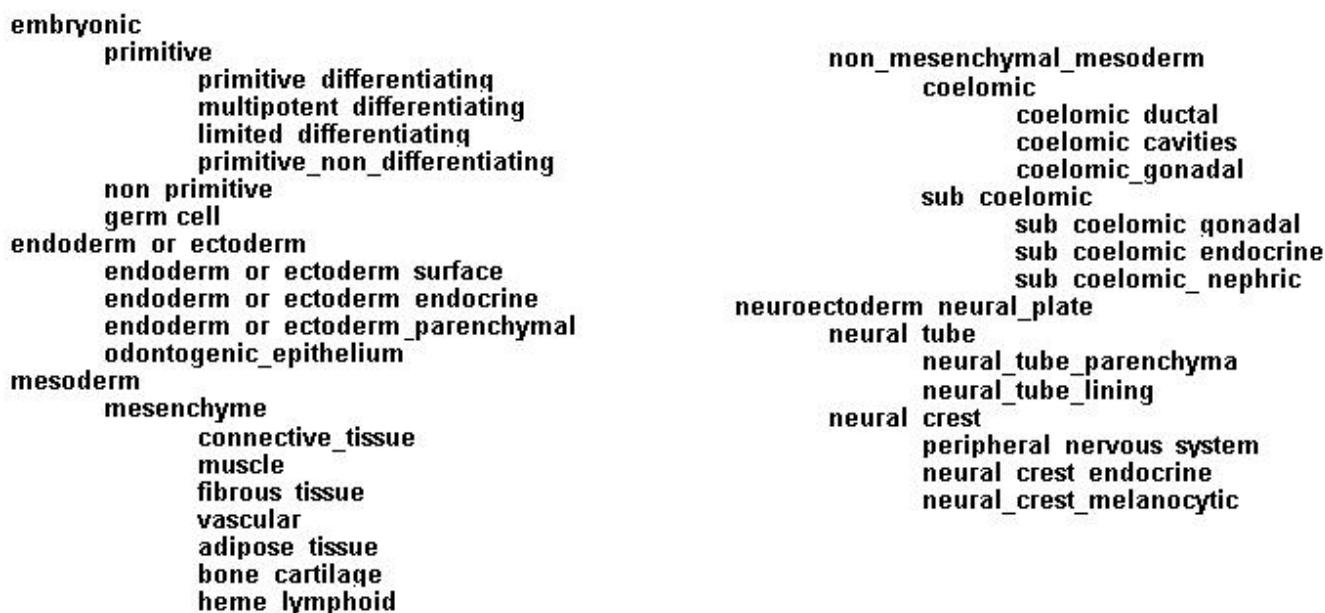 embryonic
primitive
primitive differentiating
multipotent differentiating
limited differentiating
primitive_non_differentiating
non primitive
germ cell
endoderm or ectoderm
endoderm or ectoderm surface
endoderm or ectoderm endocrine
endoderm or ectoderm_parenchymal
odontogenic_epithelium
mesoderm
mesenchyme
connective_tissue
muscle
fibrous tissue
vascular
adipose tissue
bone cartilage
heme lymphoid
non_mesenchymal_mesoderm
coelomic
coelomic ductal
coelomic cavities
coelomic_gonadal
sub coelomic
sub coelomic gonadal
sub coelomic endocrine
sub coelomic_ nephric
neuroectoderm neural_plate
neural tube
neural_tube_parenchyma
neural_tube_lining
neural crest
peripheral nervous system
neural crest endocrine
neural_crest_melanocytic